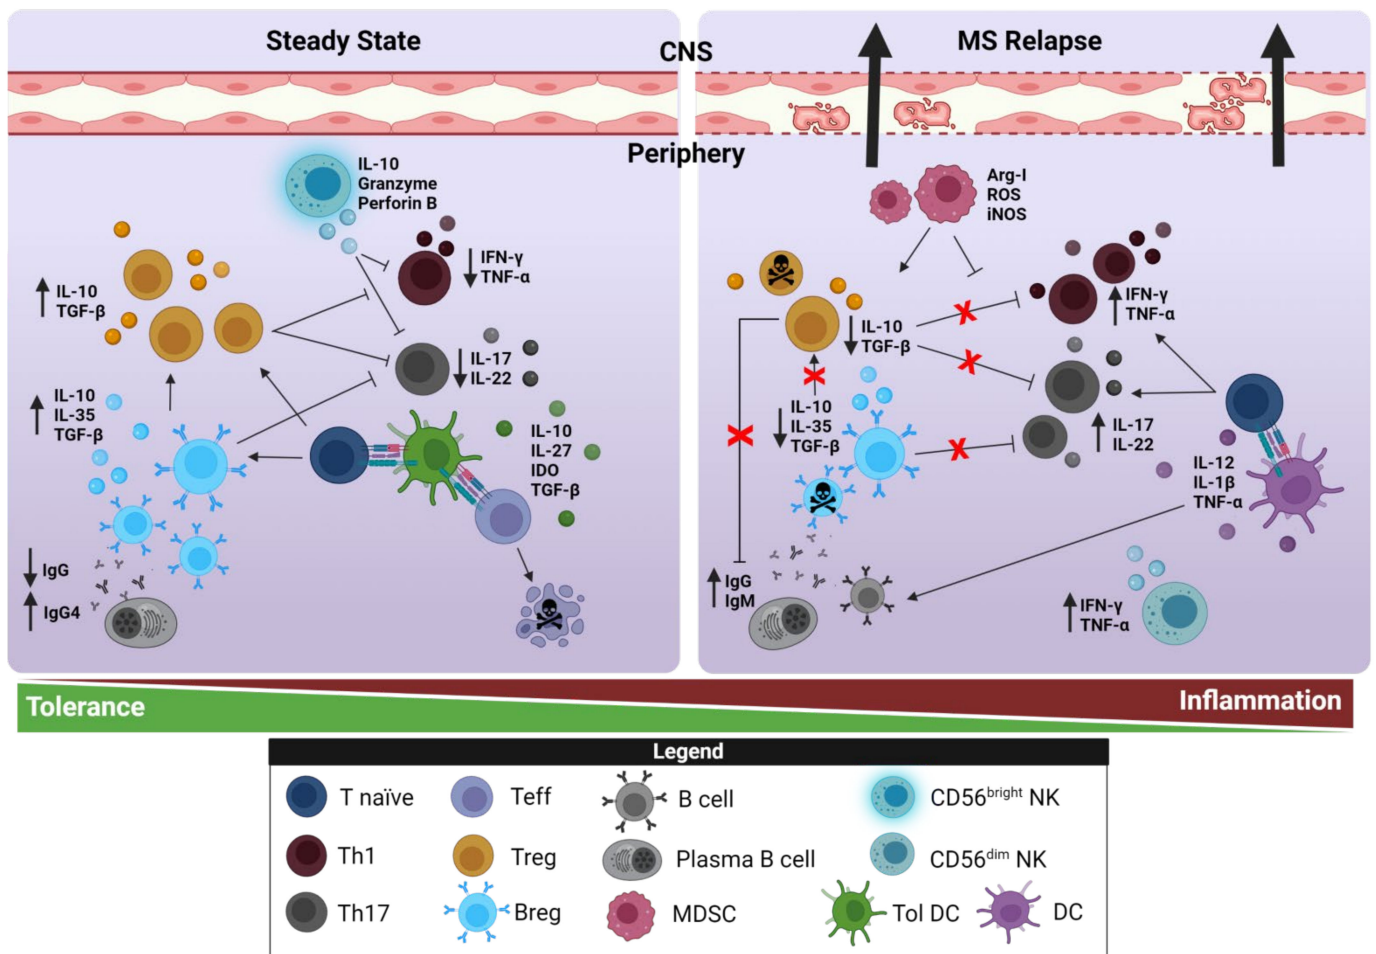 Steady State
CNS
MS Relapse
Periphery
IL-10
Granzyme
Perforin B
IFN-γ
TNF-α
IL-10
TGF-β
IL-17
IL-22
IL-10
IL-35
TGF-β
IL-10
IL-27
IDO
TGF-β
IgG
IgG4
Arg-I
ROS
iNOS
IFN-γ
TNF-α
IL-10
TGF-β
IL-10
IL-35
TGF-β
IL-17
IL-22
IL-12
IL-1β
TNF-α
IgG
IgM
IFN-γ
TNF-α
Tolerance
Inflammation
Legend
T naïve
Teff
B cell
CD56bright NK
Th1
Treg
Plasma B cell
CD56dim NK
Th17
Breg
MDSC
Tol DC
DC